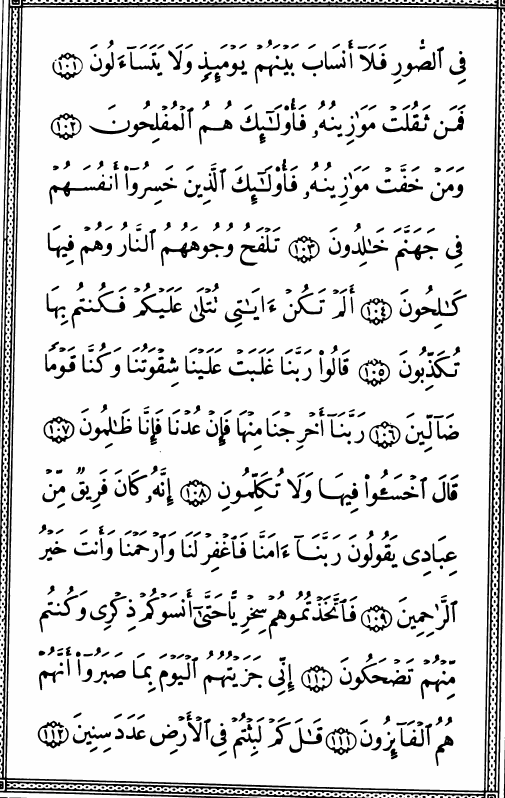 فِى ٱلصُّورِ فَلَآ أَنسَابَ بَيْنَهُمْ يَوْمَئِذٍ وَلَا يَتَسَآءَلُونَ ١٠١
فَمَن ثَقُلَتْ مَوَٰزِينُهُۥ فَأُو۟لَـٰٓئِكَ هُمُ ٱلْمُفْلِحُونَ ١٠٢
وَمَنْ خَفَّتْ مَوَٰزِينُهُۥ فَأُو۟لَـٰٓئِكَ ٱلَّذِينَ خَسِرُوٓا۟ أَنفُسَهُمْ
فِى جَهَنَّمَ خَـٰلِدُونَ ١٠٣ تَلْفَحُ وُجُوهَهُمُ ٱلنَّارُ وَهُمْ فِيهَا
كَـٰلِحُونَ ١٠٤ أَلَمْ تَكُنْ ءَايَـٰتِى تُتْلَىٰ عَلَيْكُمْ فَكُنتُم بِهَا
تُكَذِّبُونَ ١٠٥ قَالُوا۟ رَبَّنَا غَلَبَتْ عَلَيْنَا شِقْوَتُنَا وَكُنَّا قَوْمًا
ضَآلِّينَ ١٠٦ رَبَّنَآ أَخْرِجْنَا مِنْهَا فَإِنْ عُدْنَا فَإِنَّا ظَـٰلِمُونَ ١٠٧
قَالَ ٱخْسَـُٔوا۟ فِيهَا وَلَا تُكَلِّمُونِ ١٠٨ إِنَّهُۥ كَانَ فَرِيقٌ مِّنْ
عِبَادِى يَقُولُونَ رَبَّنَآ ءَامَنَّا فَٱغْفِرْ لَنَا وَٱرْحَمْنَا وَأَنتَ خَيْرُ
ٱلرَّٰحِمِينَ ١٠٩ فَٱتَّخَذْتُمُوهُمْ سِخْرِيًّا حَتَّىٰٓ أَنسَوْكُمْ ذِكْرِى وَكُنتُم
مِّنْهُمْ تَضْحَكُونَ ١١٠ إِنِّى جَزَيْتُهُمُ ٱلْيَوْمَ بِمَا صَبَرُوٓا۟ أَنَّهُمْ
هُمُ ٱلْفَآئِزُونَ ١١١ قَـٰلَ كَمْ لَبِثْتُمْ فِى ٱلْأَرْضِ عَدَدَ سِنِينَ ١١٢